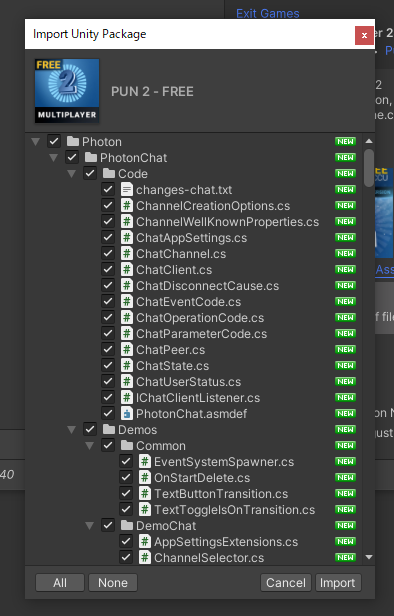 Exit Games
Import Unity Package
x
FREE
2
MULTIPLAYER
PUN 2 - FREE
Photon NEW
PhotonChat NEW
Code NEW
changes-chat.txt NEW
ChannelCreationOptions.cs NEW
ChannelWellKnownProperties.cs NEW
ChatAppSettings.cs NEW
ChatChannel.cs NEW
ChatClient.cs NEW
ChatDisconnectCause.cs NEW
ChatEventCode.cs NEW
ChatOperationCode.cs NEW
ChatParameterCode.cs NEW
ChatPeer.cs NEW
ChatState.cs NEW
ChatUserStatus.cs NEW
IChatClientListener.cs NEW
PhotonChat.asmdef NEW
Demos NEW
Common NEW
EventSystemSpawner.cs NEW
OnStartDelete.cs NEW
TextButtonTransition.cs NEW
TextToggleIsOnTransition.cs NEW
DemoChat NEW
AppSettingsExtensions.cs NEW
ChannelSelector.cs NEW
All None Cancel Import
40